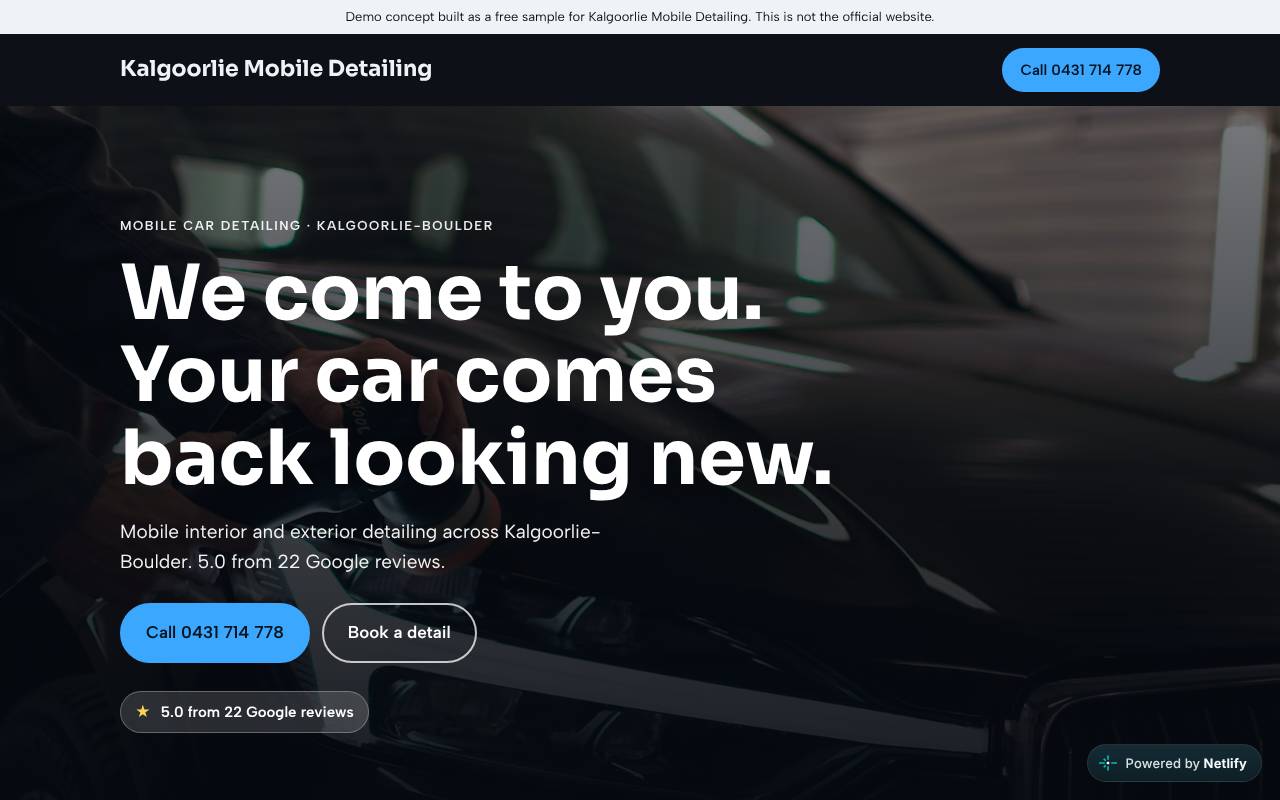 Demo concept built as a free sample for Kalgoorlie Mobile Detailing. This is not the official website.
Kalgoorlie Mobile Detailing
Call 0431 714 778
MOBILE CAR DETAILING · KALGOORLIE-BOULDER
We come to you.
Your car comes
back looking new.
Mobile interior and exterior detailing across Kalgoorlie-
Boulder. 5.0 from 22 Google reviews.
Call 0431 714 778
Book a detail
★ 5.0 from 22 Google reviews
Powered by Netlify